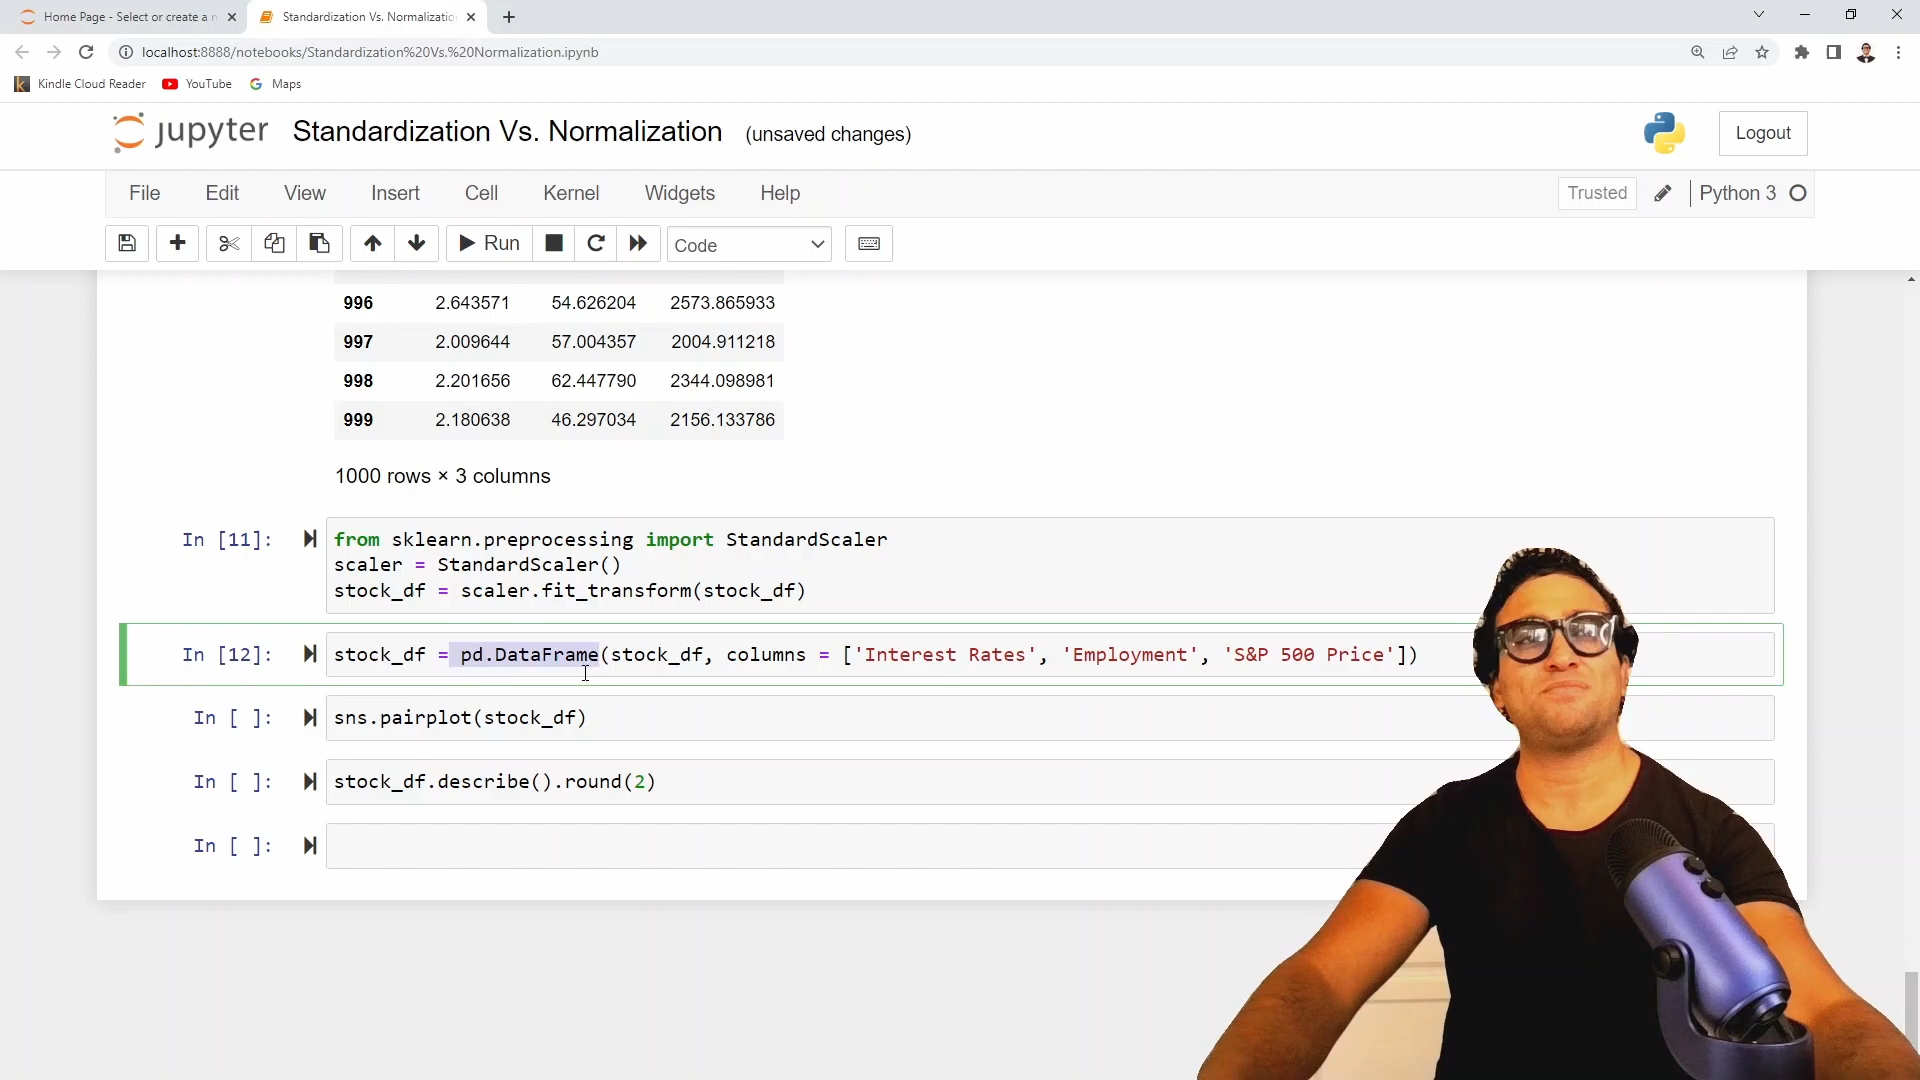 Home Page - Select or create a n
Standardization Vs. Normalizatio
localhost:8888/notebooks/Standardization%20Vs.%20Normalization.ipynb
Kindle Cloud Reader YouTube Maps
jupyter Standardization Vs. Normalization (unsaved changes)
Logout
File Edit View Insert Cell Kernel Widgets Help
Trusted Python 3
Run Code
996 2.643571 54.626204 2573.865933
997 2.009644 57.004357 2004.911218
998 2.201656 62.447790 2344.098981
999 2.180638 46.297034 2156.133786
1000 rows × 3 columns
In [11]: from sklearn.preprocessing import StandardScaler
scaler = StandardScaler()
stock_df = scaler.fit_transform(stock_df)
In [12]: stock_df = pd.DataFrame(stock_df, columns = ['Interest Rates', 'Employment', 'S&P 500 Price'])
In [ ]: sns.pairplot(stock_df)
In [ ]: stock_df.describe().round(2)
In [ ]: